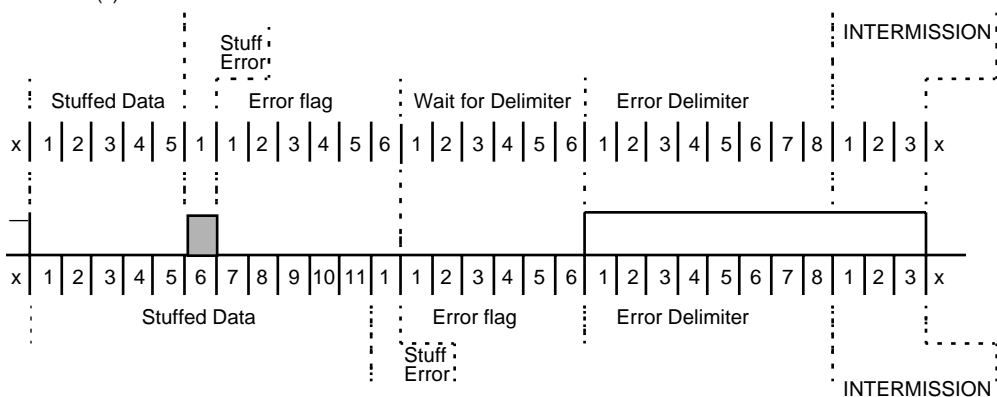 INTERMISSION
Stuff
Error
Stuffed Data Error flag Wait for Delimiter Error Delimiter
x 1 2 3 4 5 1 1 2 3 4 5 6 1 2 3 4 5 6 1 2 3 4 5 6 7 8 1 2 3 x
x 1 2 3 4 5 6 7 8 9 10 11 1 1 2 3 4 5 6 1 2 3 4 5 6 7 8 1 2 3 x
Stuffed Data Error flag Error Delimiter
Stuff
Error
INTERMISSION